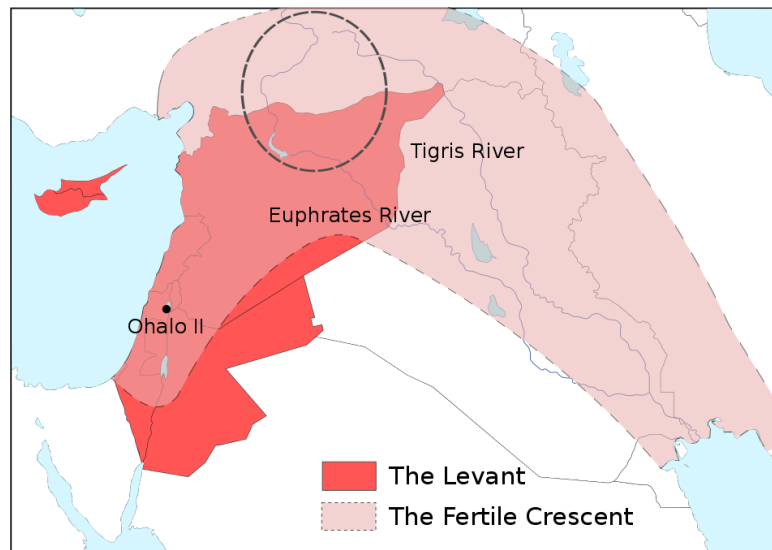 Tigris River
Euphrates River
Ohalo II
The Levant
The Fertile Crescent